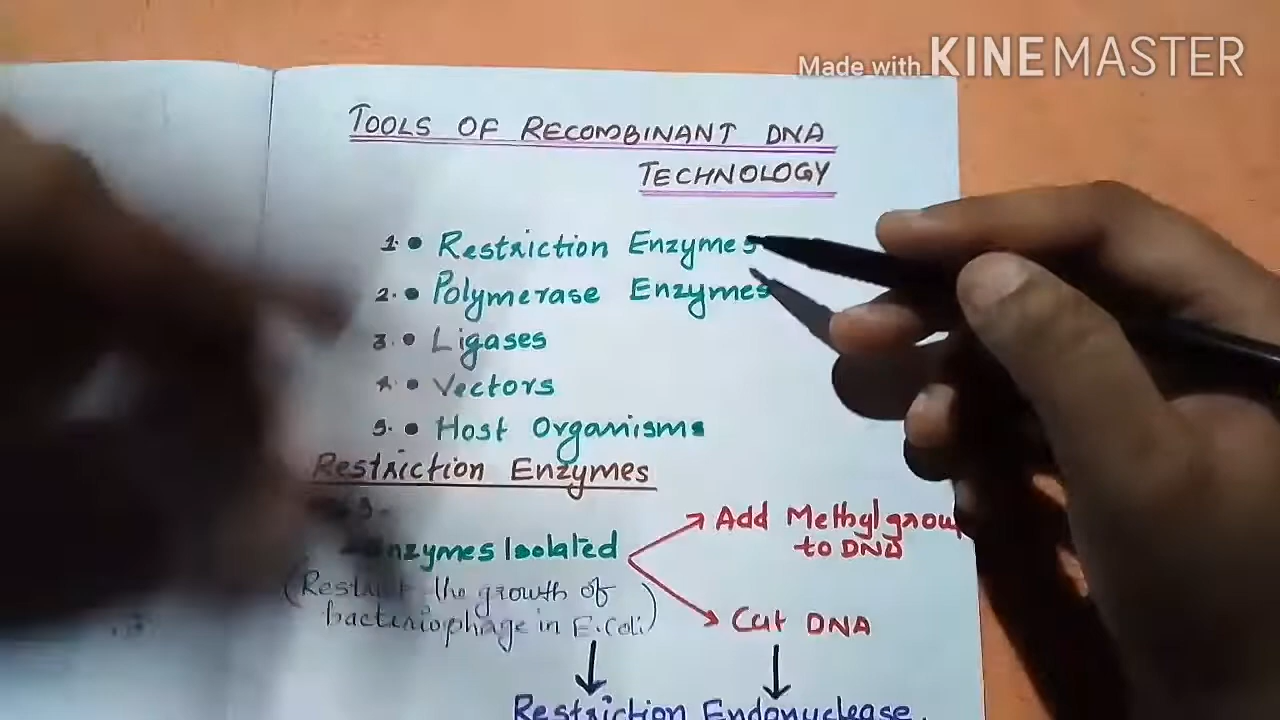 Made with KINEMASTER
TOOLS OF RECOMBINANT DNA
TECHNOLOGY
1. • Restriction Enzymes
2. • Polymerase Enzymes
3. • Ligases
4. • Vectors
5. • Host Organisms
Restriction Enzymes
Enzymes Isolated
Add Methyl group
to DNA
(Restrict the growth of
bacteriophage in E.Coli)
Cut DNA
Restriction Endonuclease.